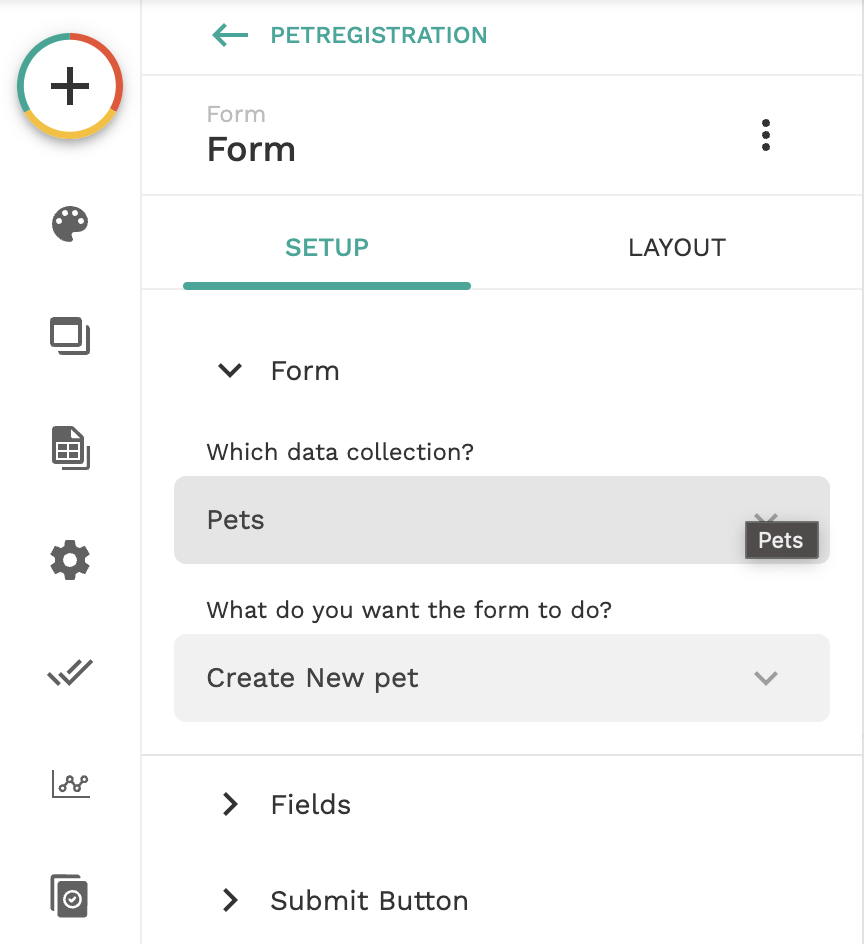 PETREGISTRATION
Form
Form
SETUP
LAYOUT
Form
Which data collection?
Pets
Pets
What do you want the form to do?
Create New pet
Fields
Submit Button